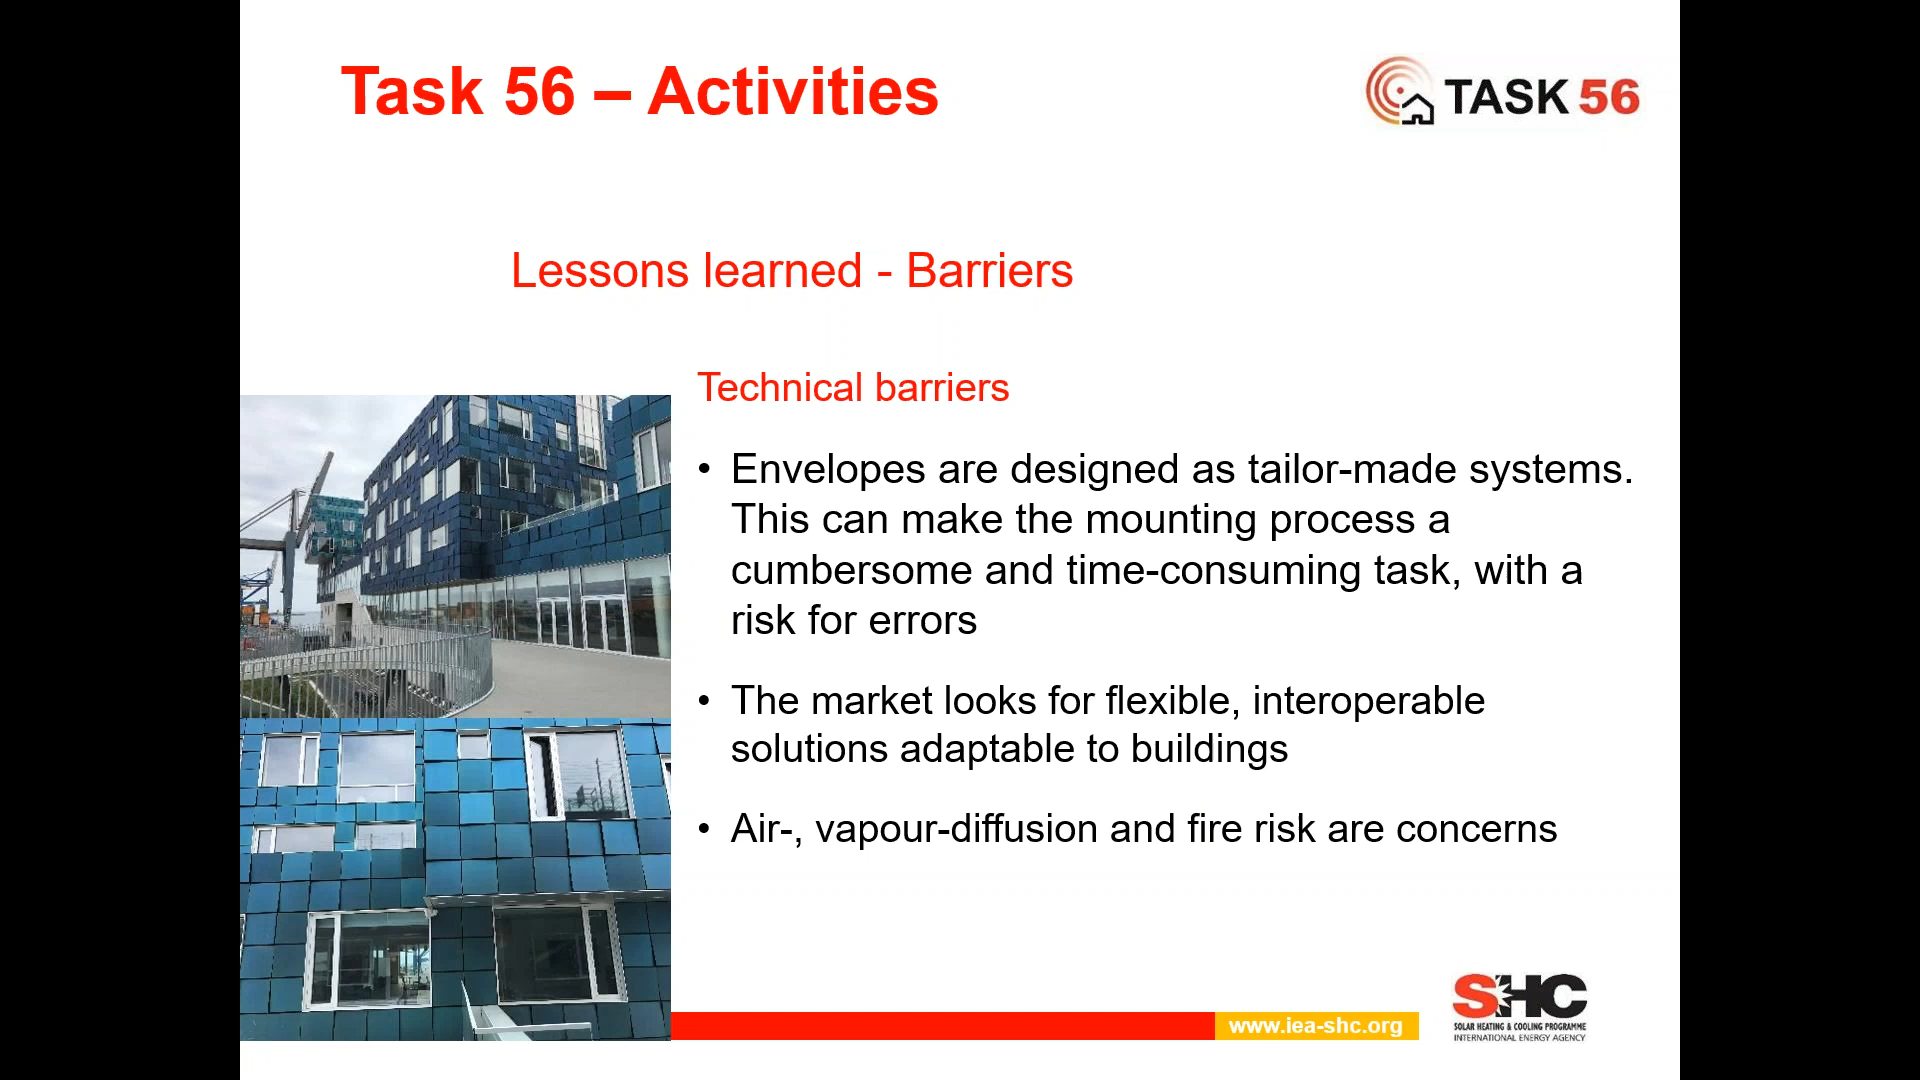 Task 56 – Activities
TASK 56
Lessons learned - Barriers
Technical barriers
• Envelopes are designed as tailor-made systems.
This can make the mounting process a
cumbersome and time-consuming task, with a
risk for errors
• The market looks for flexible, interoperable
solutions adaptable to buildings
• Air-, vapour-diffusion and fire risk are concerns
www.iea-shc.org
SHC
SOLAR HEATING & COOLING PROGRAMME
INTERNATIONAL ENERGY AGENCY